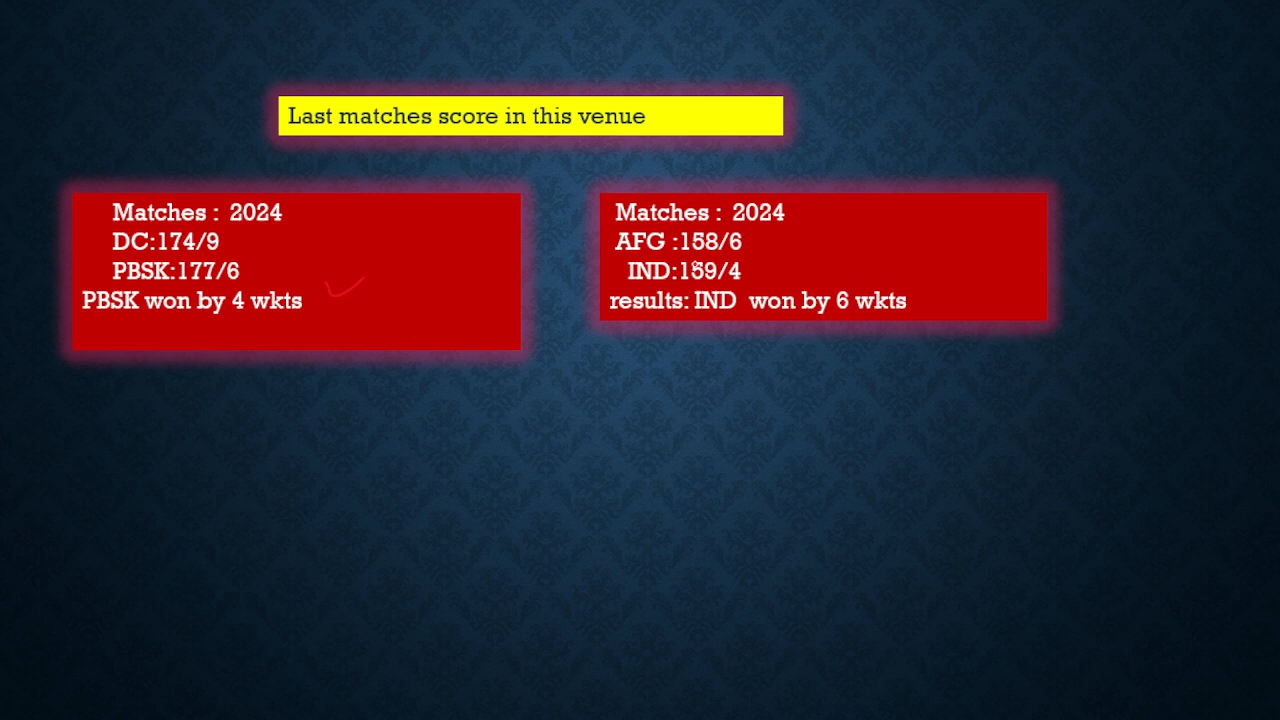 Last matches score in this venue
Matches : 2024
DC:174/9
PBSK:177/6
PBSK won by 4 wkts
Matches : 2024
AFG :158/6
IND:159/4
results: IND won by 6 wkts